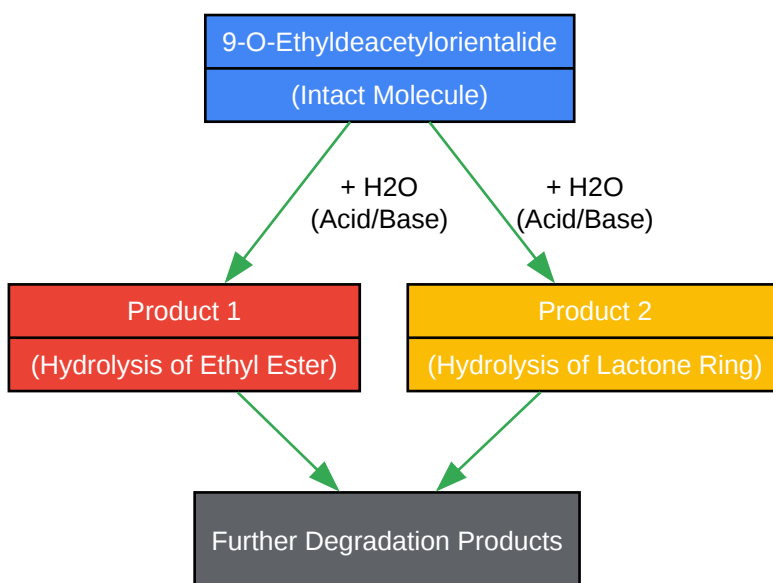 9-O-Ethyldeacetylorientalide
(Intact Molecule)
+ H2O
(Acid/Base)
+ H2O
(Acid/Base)
Product 1
(Hydrolysis of Ethyl Ester)
Product 2
(Hydrolysis of Lactone Ring)
Further Degradation Products